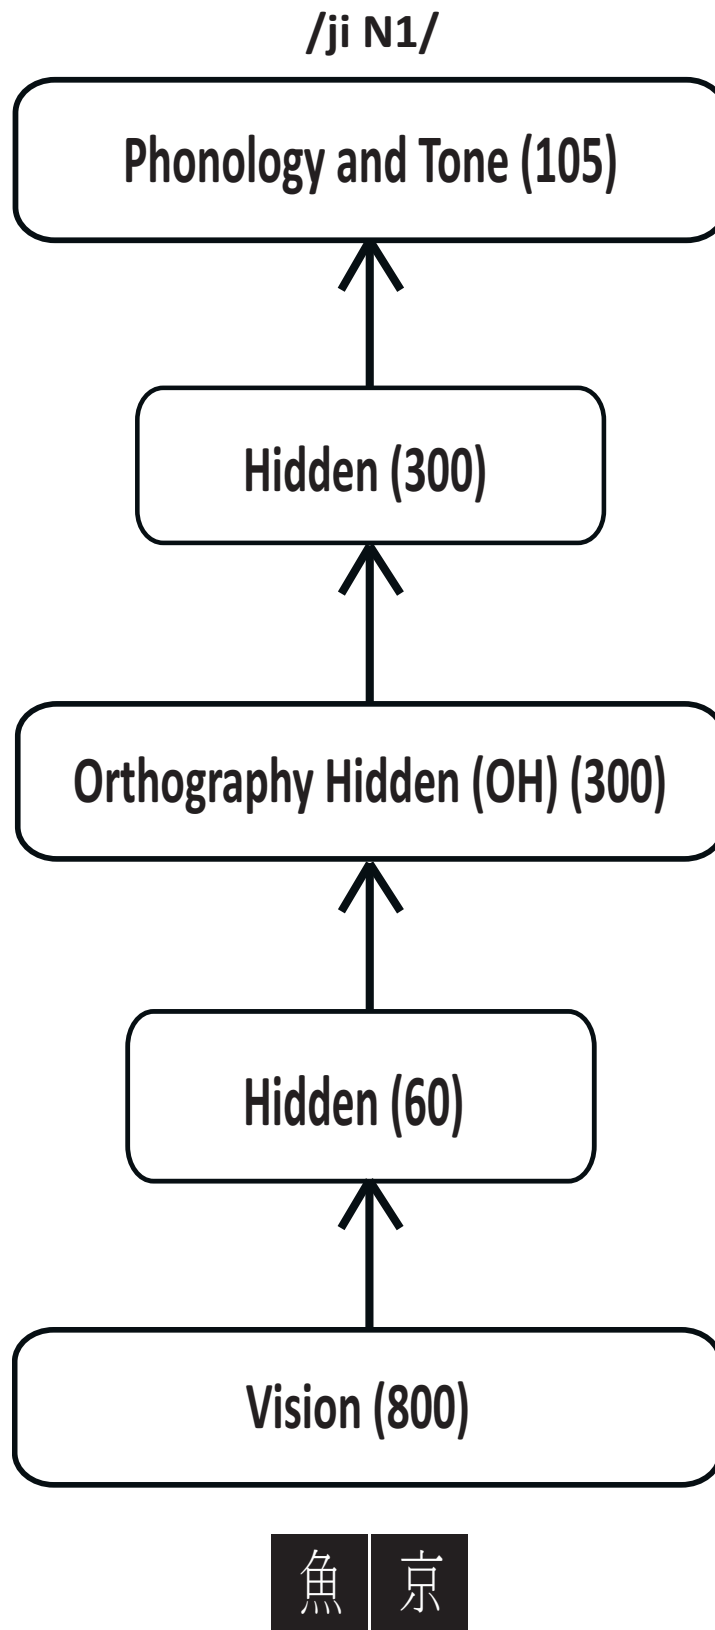 /ji N1/
Phonology and Tone (105)
Hidden (300)
Orthography Hidden (OH) (300)
Hidden (60)
Vision (800)
魚 京